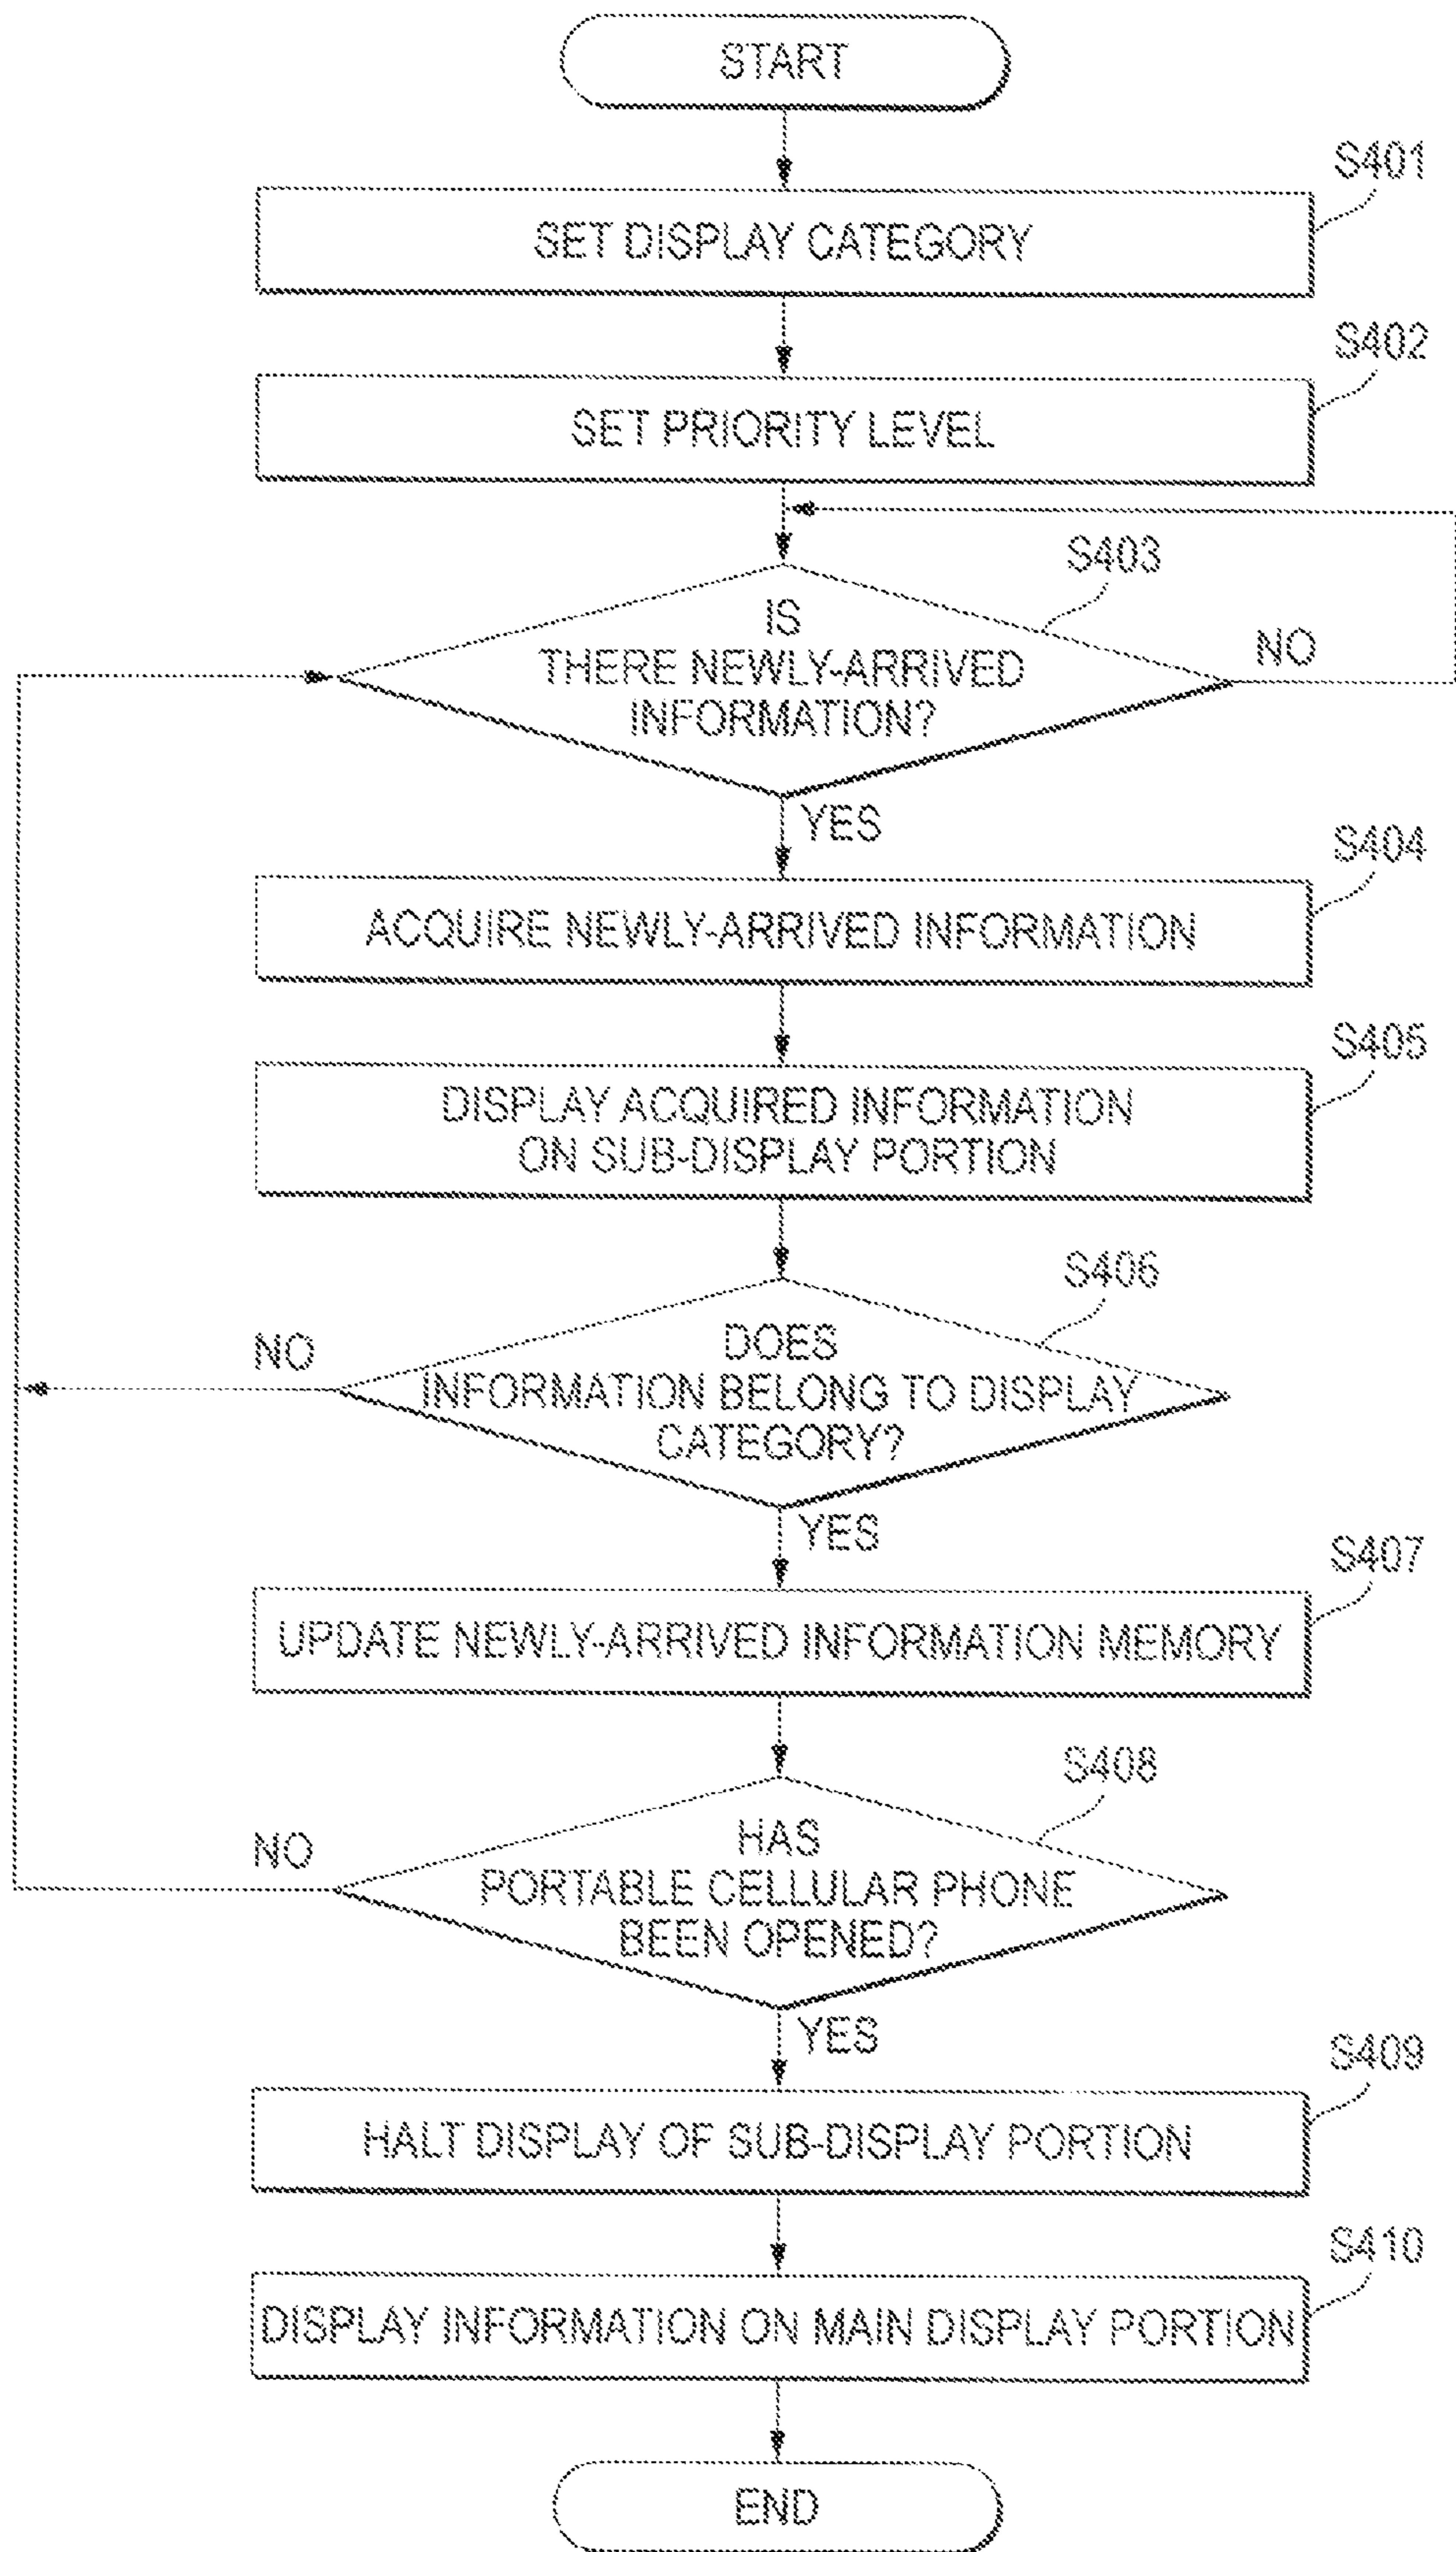 START
S401
SET DISPLAY CATEGORY
S402
SET PRIORITY LEVEL
S403
IS
THERE NEWLY-ARRIVED
INFORMATION?
NO
YES
S404
ACQUIRE NEWLY-ARRIVED INFORMATION
S405
DISPLAY ACQUIRED INFORMATION
ON SUB-DISPLAY PORTION
S406
NO
DOES
INFORMATION BELONG TO DISPLAY
CATEGORY?
YES
S407
UPDATE NEWLY-ARRIVED INFORMATION MEMORY
S408
NO
HAS
PORTABLE CELLULAR PHONE
BEEN OPENED?
YES
S409
HALT DISPLAY OF SUB-DISPLAY PORTION
S410
DISPLAY INFORMATION ON MAIN DISPLAY PORTION
END